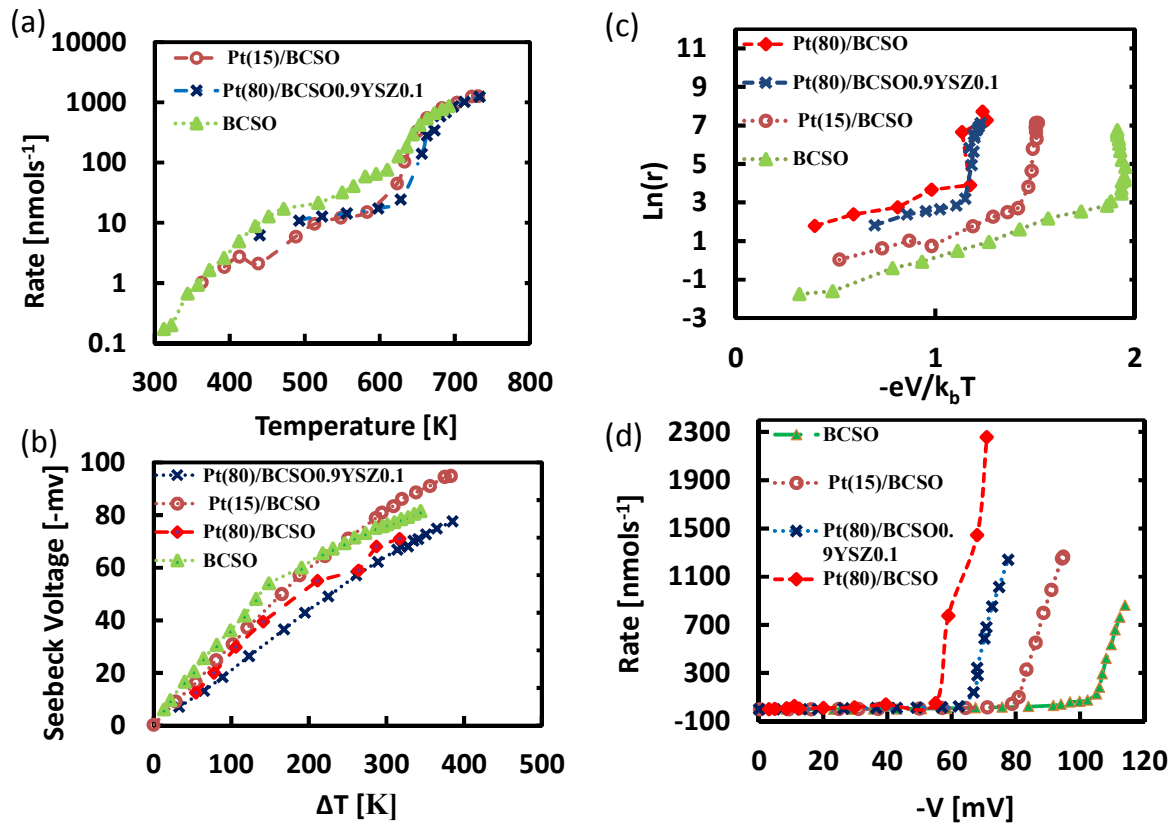 (a)
10000
1000
100
10
1
0.1
Rate [nmols-1]
Pt(15)/BCSO
Pt(80)/BCSO0.9YSZ0.1
BCSO
300 400 500 600 700 800
Temperature [K]
(c)
11
9
7
5
3
1
-1
-3
Ln(r)
Pt(80)/BCSO
Pt(80)/BCSO0.9YSZ0.1
Pt(15)/BCSO
BCSO
0 1 2
-eV/kbT
(b)
100
80
60
40
20
0
Seebeck Voltage [-mv]
Pt(80)/BCSO0.9YSZ0.1
Pt(15)/BCSO
Pt(80)/BCSO
BCSO
0 100 200 300 400 500
ΔT [K]
(d)
2300
1900
1500
1100
700
300
-100
Rate [nmols-1]
BCSO
Pt(15)/BCSO
Pt(80)/BCSO0.
9YSZ0.1
Pt(80)/BCSO
0 20 40 60 80 100 120
-V [mV]